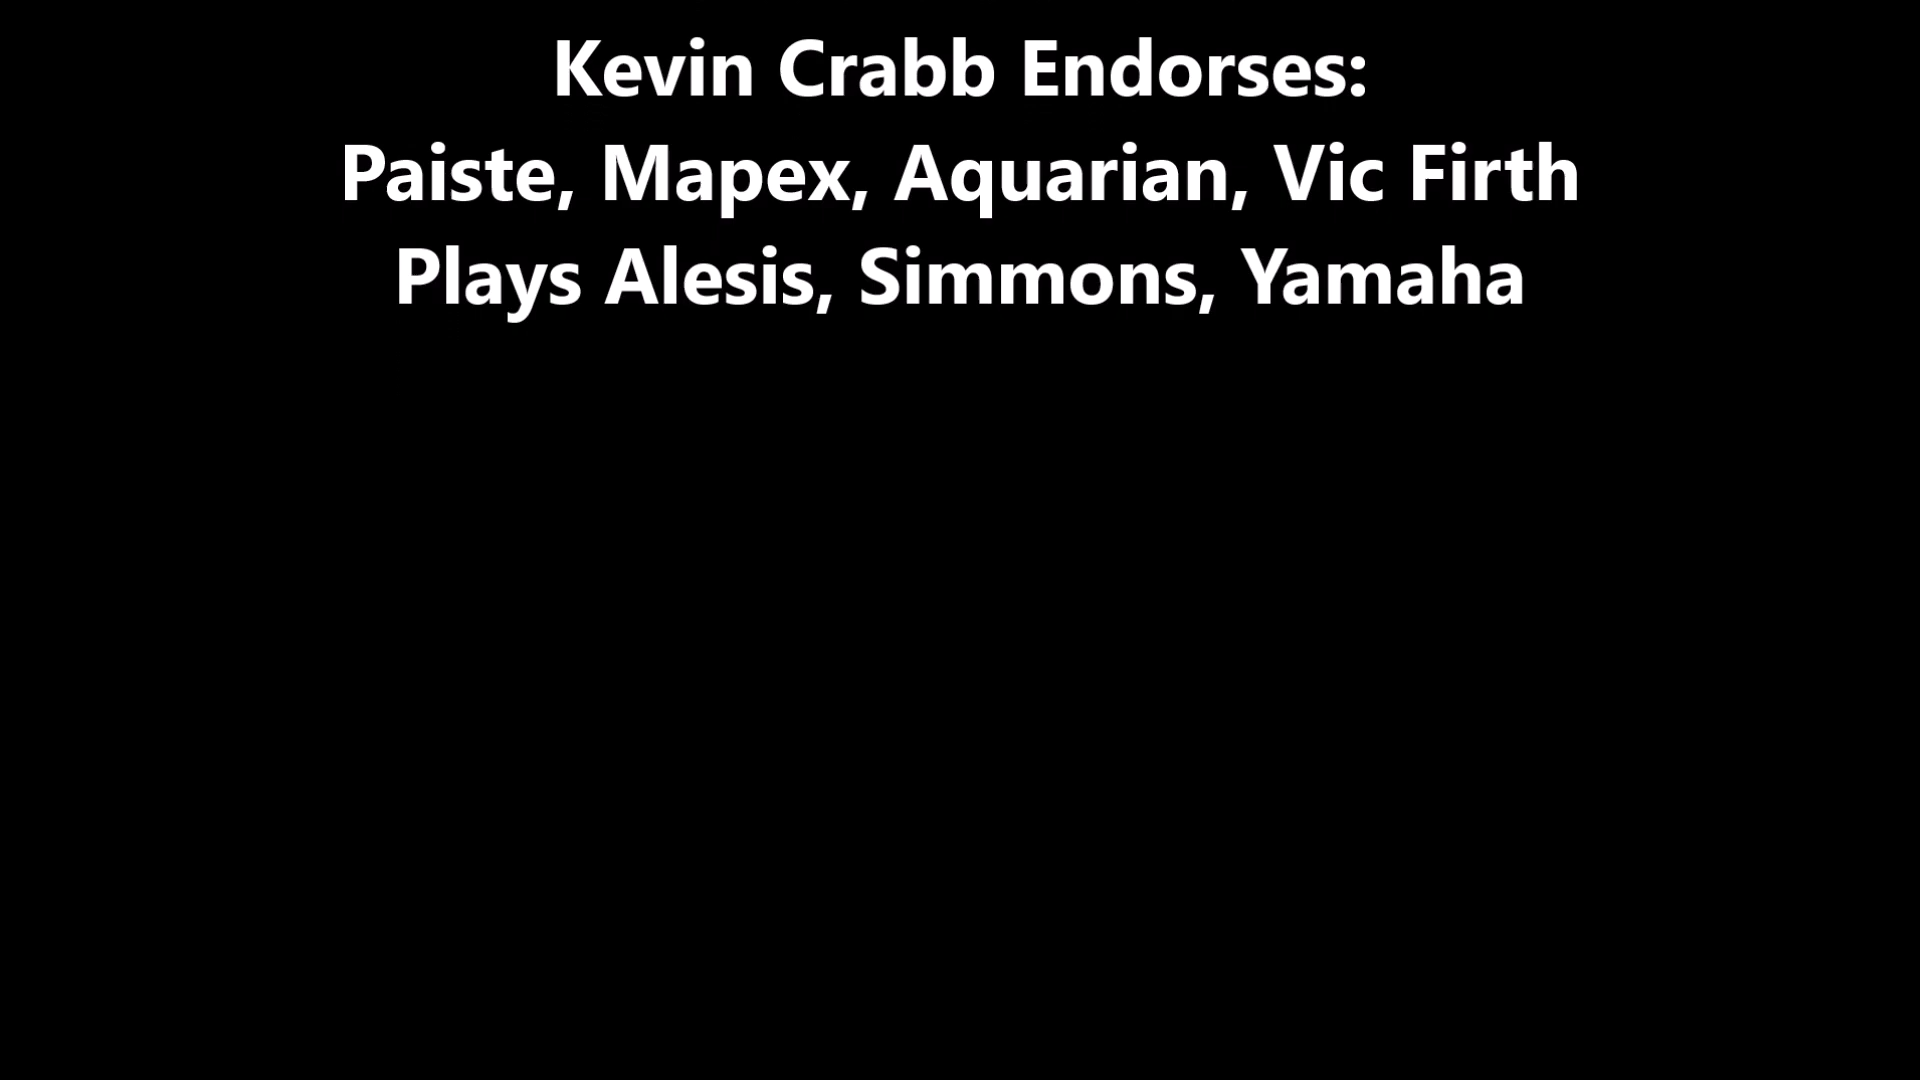 Kevin Crabb Endorses:
Paiste, Mapex, Aquarian, Vic Firth
Plays Alesis, Simmons, Yamaha